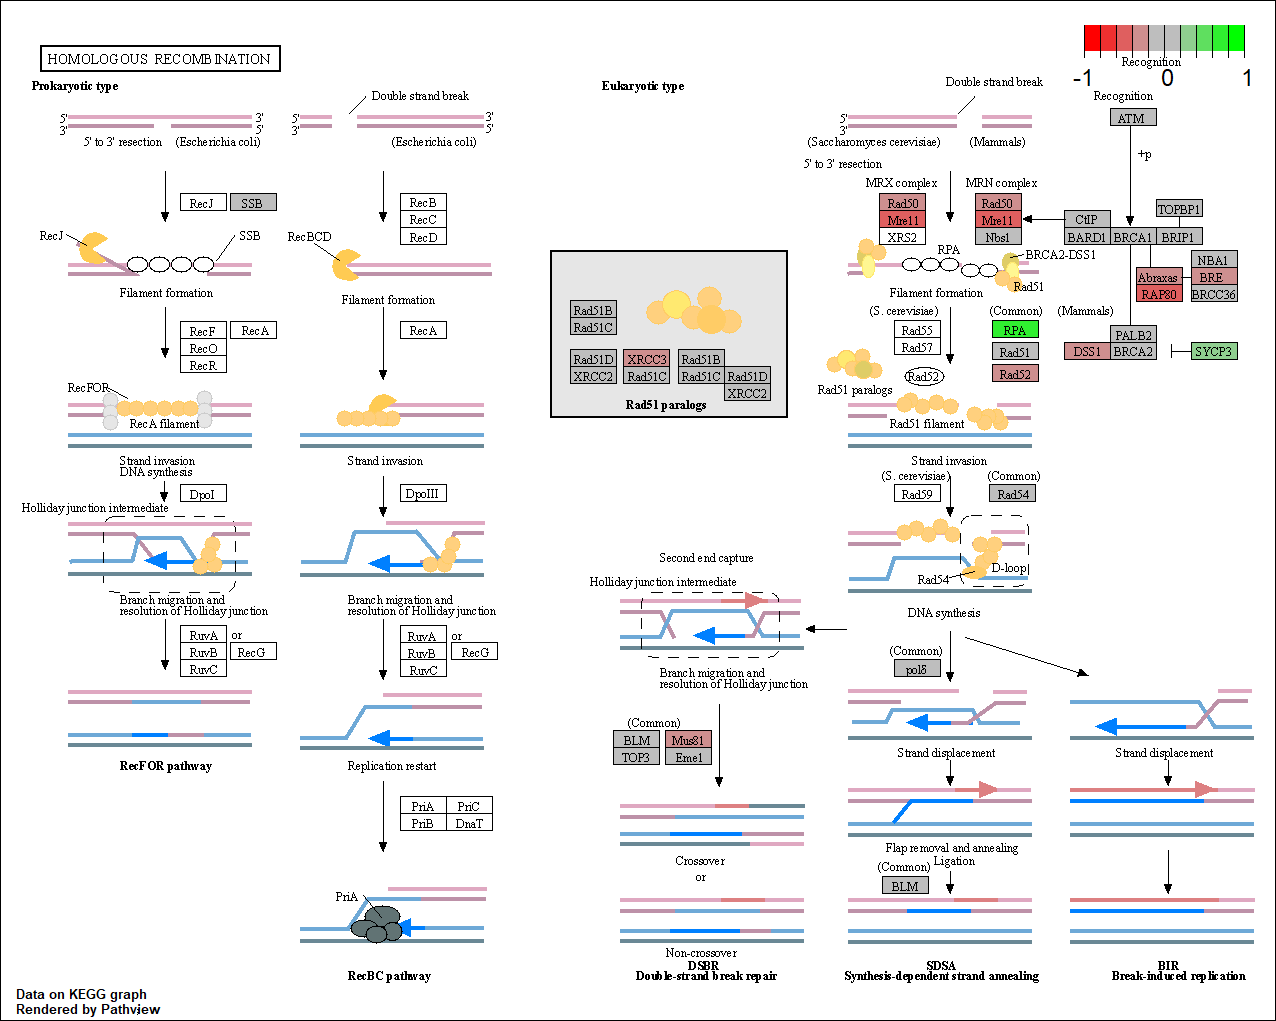 HOMOLOGOUS RECOMBINATION
Recognition
-1 0 1
Prokaryotic type
Eukaryotic type
Double strand break
Double strand break
Recognition
5' 3'
3' 5'
5' 3'
3' 5'
5'
3'
ATM
5' to 3' resection (Escherichia coli)
(Escherichia coli)
(Saccharomyces cerevisiae) (Mammals)
+p
5' to 3' resection
MRX complex
MRN complex
RecJ SSB
RecB
RecC
RecD
Rad50
Mre11
XRS2
Rad50
Mre11
Nbs1
CtIP
TOPBP1
BARD1 BRCA1 BRIP1
RecJ
SSB
RecBCD
RPA
BRCA2-DSS1
Rad51
NBA1
Abraxas BRE
RAP80 BRCC36
Filament formation
Filament formation
Filament formation
(S. cerevisiae)
(Common)
(Mammals)
RecF RecA
RecO
RecR
RecA
Rad51B
Rad51C
Rad55
Rad57
RPA
Rad51
Rad52
PALB2
DSS1 BRCA2
SYCP3
Rad51D
XRCC2
XRCC3
Rad51C
Rad51B
Rad51C Rad51D
XRCC2
Rad51 paralogs
Rad52
Rad51 paralogs
RecFOR
RecA filament
Rad51 filament
Strand invasion
DNA synthesis
Strand invasion
Strand invasion
(S. cerevisiae)
(Common)
DpoI
DpoIII
Rad59
Rad54
Holliday junction intermediate
Second end capture
Holliday junction intermediate
D-loop
Rad54
Branch migration and
resolution of Holliday junction
Branch migration and
resolution of Holliday junction
DNA synthesis
RuvA or
RuvB RecG
RuvC
RuvA or
RuvB RecG
RuvC
(Common)
polδ
Branch migration and
resolution of Holliday junction
(Common)
BLM
TOP3
Mus81
Eme1
Strand displacement
Strand displacement
RecFOR pathway
Replication restart
PriA PriC
PriB DnaT
Crossover
or
Flap removal and annealing
Ligation
(Common)
BLM
PriA
Non-crossover
RecBC pathway
DSBR
Double-strand break repair
SDSA
Synthesis-dependent strand annealing
BIR
Break-induced replication
Data on KEGG graph
Rendered by Pathview